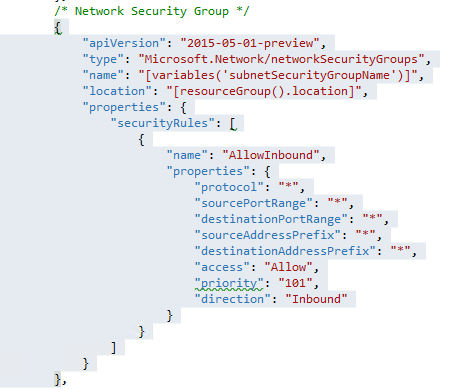 /* Network Security Group */
{
"apiVersion": "2015-05-01-preview",
"type": "Microsoft.Network/networkSecurityGroups",
"name": "[variables('subnetSecurityGroupName')]",
"location": "[resourceGroup().location]",
"properties": {
"securityRules": [
{
"name": "AllowInbound",
"properties": {
"protocol": "*",
"sourcePortRange": "*",
"destinationPortRange": "*",
"sourceAddressPrefix": "*",
"destinationAddressPrefix": "*",
"access": "Allow",
"priority": "101",
"direction": "Inbound"
}
}
]
}
},